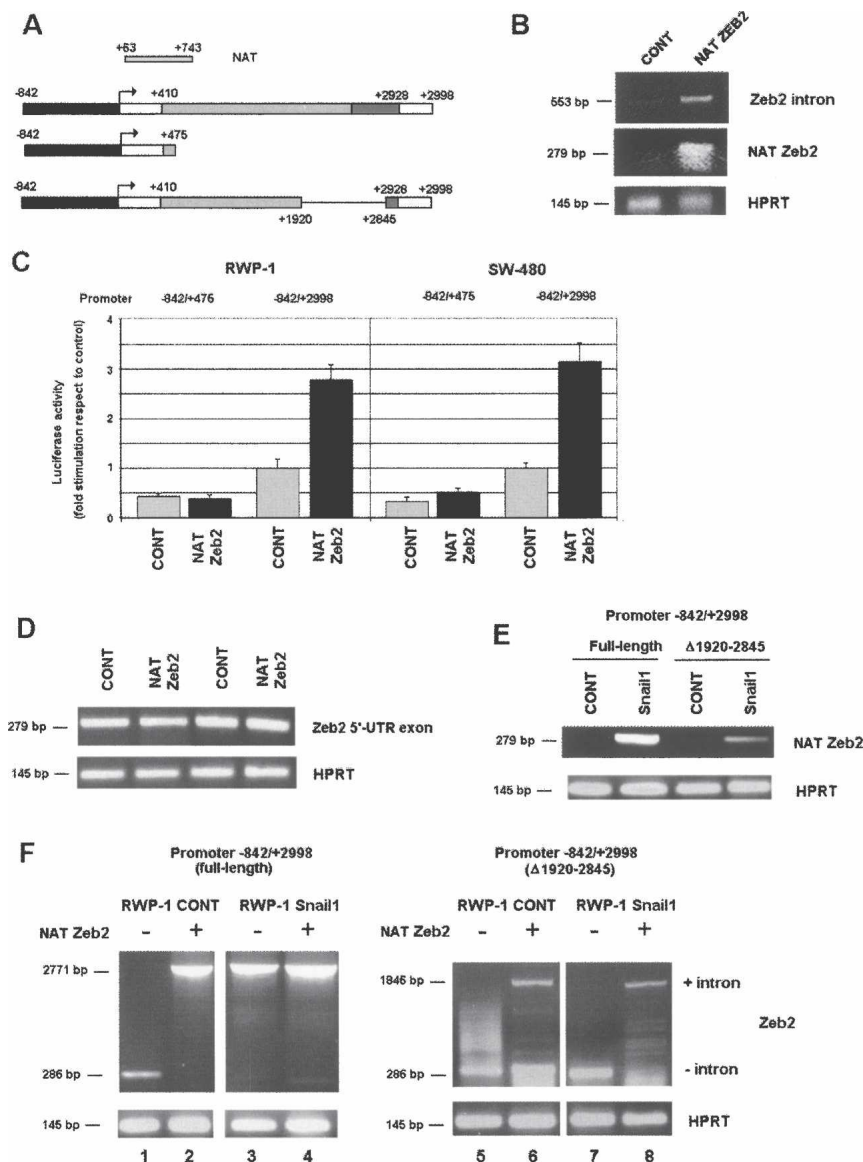 A
+63 +743
NAT
-842 +410 +2928 +2998
-842 +475
-842 +410 +2928 +2998
+1920 +2845
B
CONT NAT ZEB2
553 bp Zeb2 intron
279 bp NAT Zeb2
145 bp HPRT
C
RWP-1 SW-480
Promoter -842/+476 -842/+2998 -842/+475 -842/+2998
Luciferase activity
(fold stimulation respect to control)
4
3
2
1
0
CONT NAT Zeb2 CONT NAT Zeb2 CONT NAT Zeb2 CONT NAT Zeb2
D
CONT NAT Zeb2 CONT NAT Zeb2
279 bp Zeb2 5'-UTR exon
145 bp HPRT
E
Promoter -842/+2998
Full-length Δ1920-2845
CONT Snail1 CONT Snail1
279 bp NAT Zeb2
145 bp HPRT
F
Promoter -842/+2998
(full-length)
RWP-1 CONT RWP-1 Snail1
NAT Zeb2 - + - +
2771 bp
286 bp
145 bp
1 2 3 4
Promoter -842/+2998
(Δ1920-2845)
RWP-1 CONT RWP-1 Snail1
NAT Zeb2 - + - +
1846 bp + intron
Zeb2
286 bp - intron
145 bp HPRT
5 6 7 8